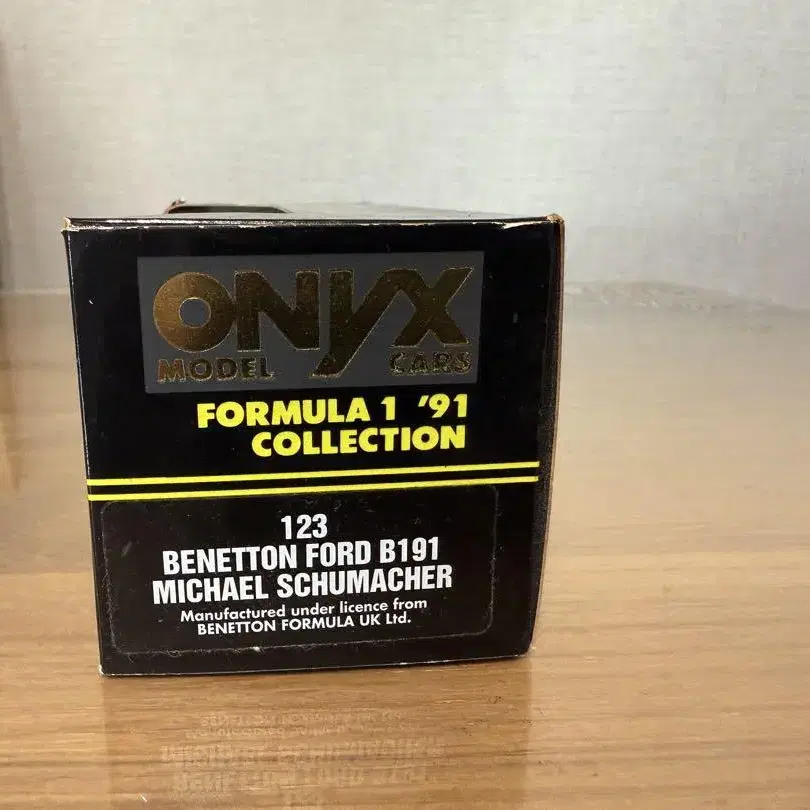 ONYX
MODEL CARS
FORMULA 1 '91
COLLECTION
123
BENETTON FORD B191
MICHAEL SCHUMACHER
Manufactured under licence from
BENETTON FORMULA UK Ltd.